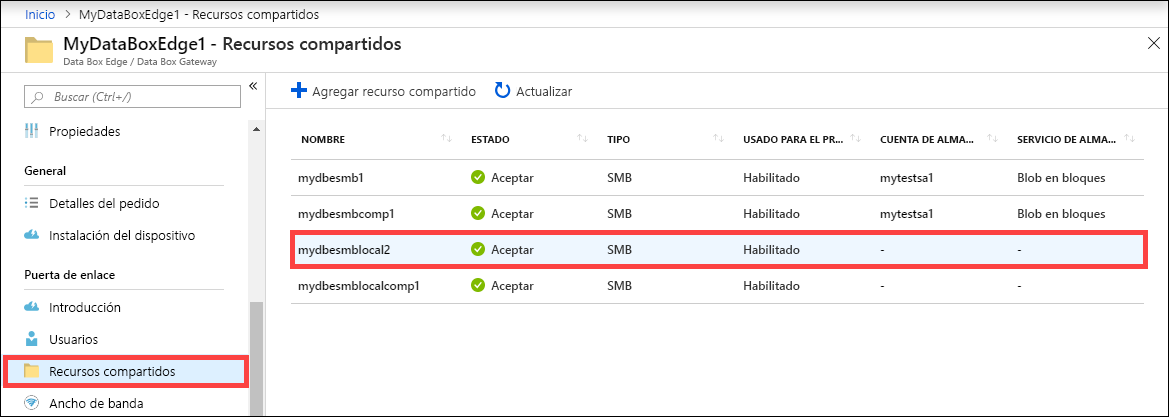 Inicio > MyDataBoxEdge1 - Recursos compartidos
MyDataBoxEdge1 - Recursos compartidos
Data Box Edge / Data Box Gateway
Buscar (Ctrl+/)
Propiedades
General
Detalles del pedido
Instalación del dispositivo
Puerta de enlace
Introducción
Usuarios
Recursos compartidos
Ancho de banda
Agregar recurso compartido Actualizar
NOMBRE ESTADO TIPO USADO PARA EL PR... CUENTA DE ALMA... SERVICIO DE ALMA...
mydbesmb1 Aceptar SMB Habilitado mytestsa1 Blob en bloques
mydbesmbcomp1 Aceptar SMB Habilitado mytestsa1 Blob en bloques
mydbesmblocal2 Aceptar SMB Habilitado - -
mydbesmblocalcomp1 Aceptar SMB Habilitado - -